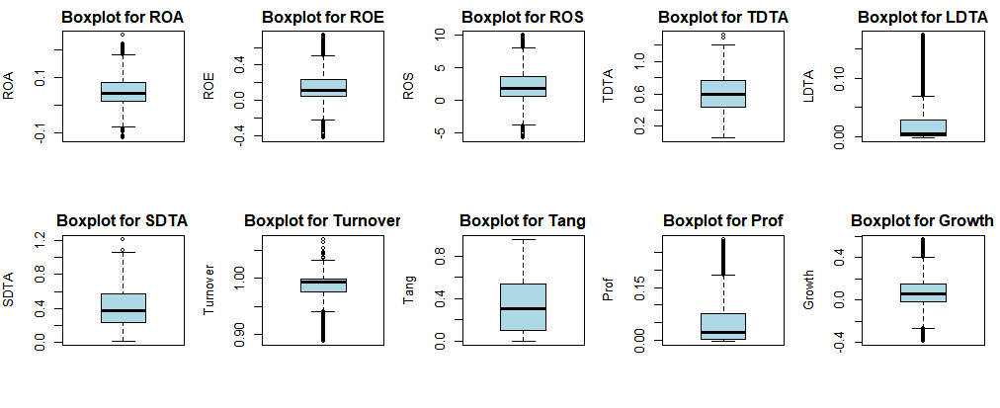 Boxplot for ROA
ROA
-0.1
0.1
Boxplot for ROE
ROE
-0.4
0.0
0.4
Boxplot for ROS
ROS
-5
0
5
10
Boxplot for TDTA
TDTA
0.2
0.6
1.0
Boxplot for LDTA
LDTA
0.00
0.10
Boxplot for SDTA
SDTA
0.0
0.4
0.8
1.2
Boxplot for Turnover
Turnover
0.90
1.00
Boxplot for Tang
Tang
0.0
0.4
0.8
Boxplot for Prof
Prof
0.00
0.15
Boxplot for Growth
Growth
-0.4
0.0
0.4